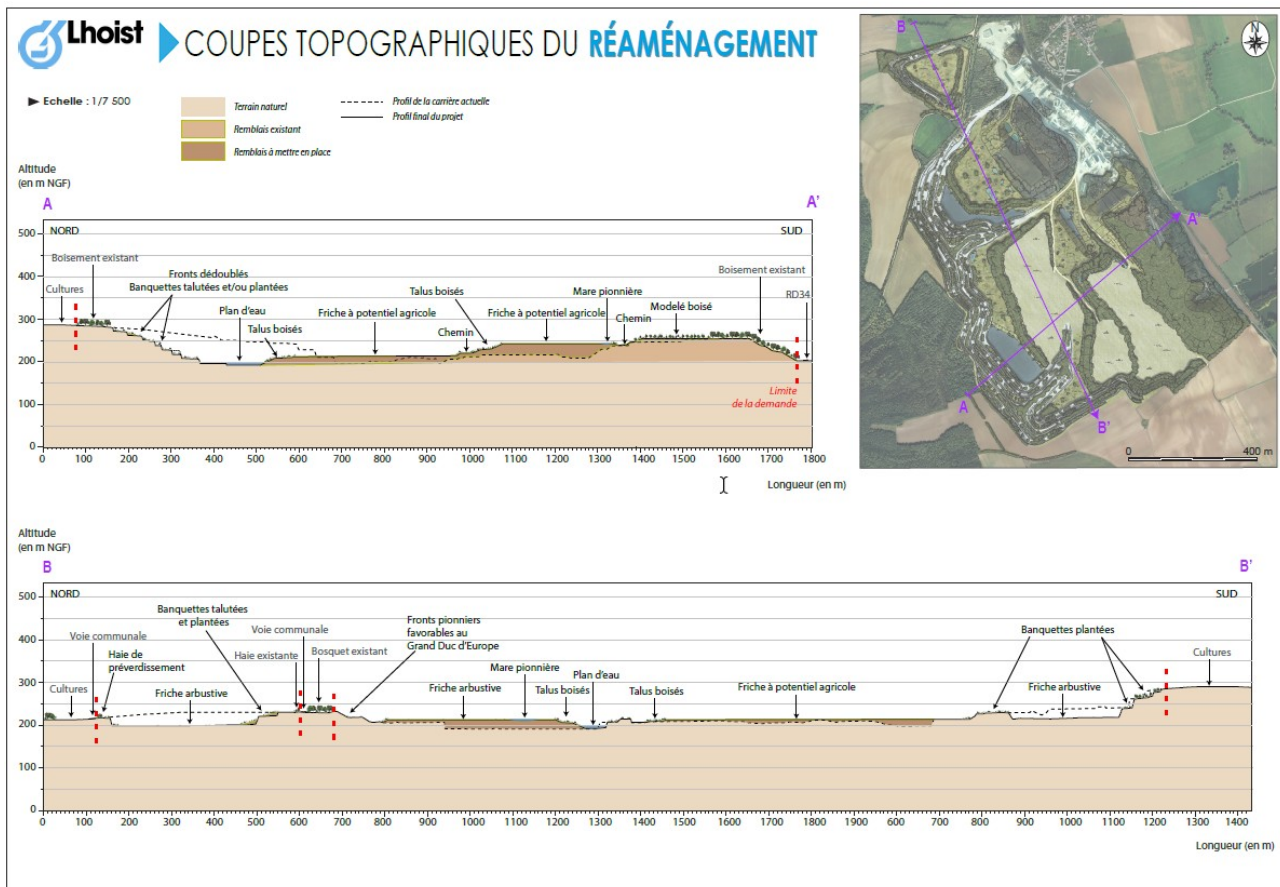 Lhoist
COUPES TOPOGRAPHIQUES DU RÉAMÉNAGEMENT
Echelle : 1/7 500
Terrain naturel
Remblais existant
Remblais à mettre en place
Profil de la carrière actuelle
Profil final du projet
B
A'
A
B'
0 400 m
Altitude
(en m NGF)
A A'
NORD SUD
500
400
300
200
100
0
Cultures
Boisement existant
Fronts dédoublés
Banquettes talutées et/ou plantées
Plan d'eau
Talus boisés
Friche à potentiel agricole
Talus boisés
Chemin
Friche à potentiel agricole
Mare pionnière
Chemin
Modelé boisé
Boisement existant
RD34
Limite
de la demande
0 100 200 300 400 500 600 700 800 900 1000 1100 1200 1300 1400 1500 1600 1700 1800
Longueur (en m)
Altitude
(en m NGF)
B B'
NORD SUD
500
400
300
200
100
0
Cultures
Voie communale
Haie de
préverdissement
Friche arbustive
Banquettes talutées
et plantées
Haie existante
Voie communale
Bosquet existant
Fronts pionniers
favorables au
Grand Duc d'Europe
Friche arbustive
Mare pionnière
Talus boisés
Plan d'eau
Talus boisés
Friche à potentiel agricole
Banquettes plantées
Friche arbustive
Cultures
0 100 200 300 400 500 600 700 800 900 1000 1100 1200 1300 1400 1500 1600 1700 1800 1900 100 200 300 400 500 600 700 800 900 1000 1100 1200 1300 1400
Longueur (en m)